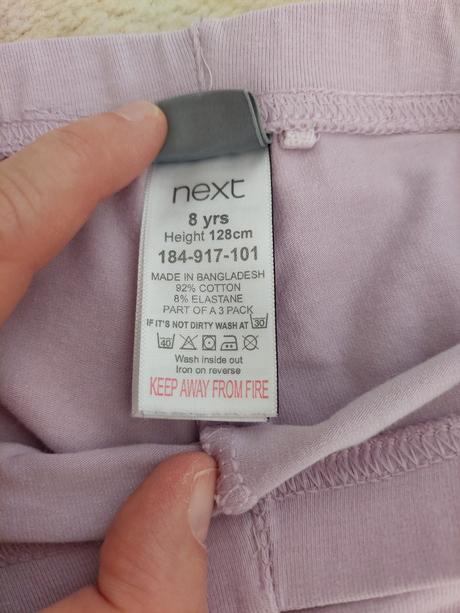 next
8 yrs
Height 128cm
184-917-101
MADE IN BANGLADESH
92% COTTON
8% ELASTANE
PART OF A 3 PACK
IF IT'S NOT DIRTY WASH AT 30
40
Wash inside out
Iron on reverse
KEEP AWAY FROM FIRE